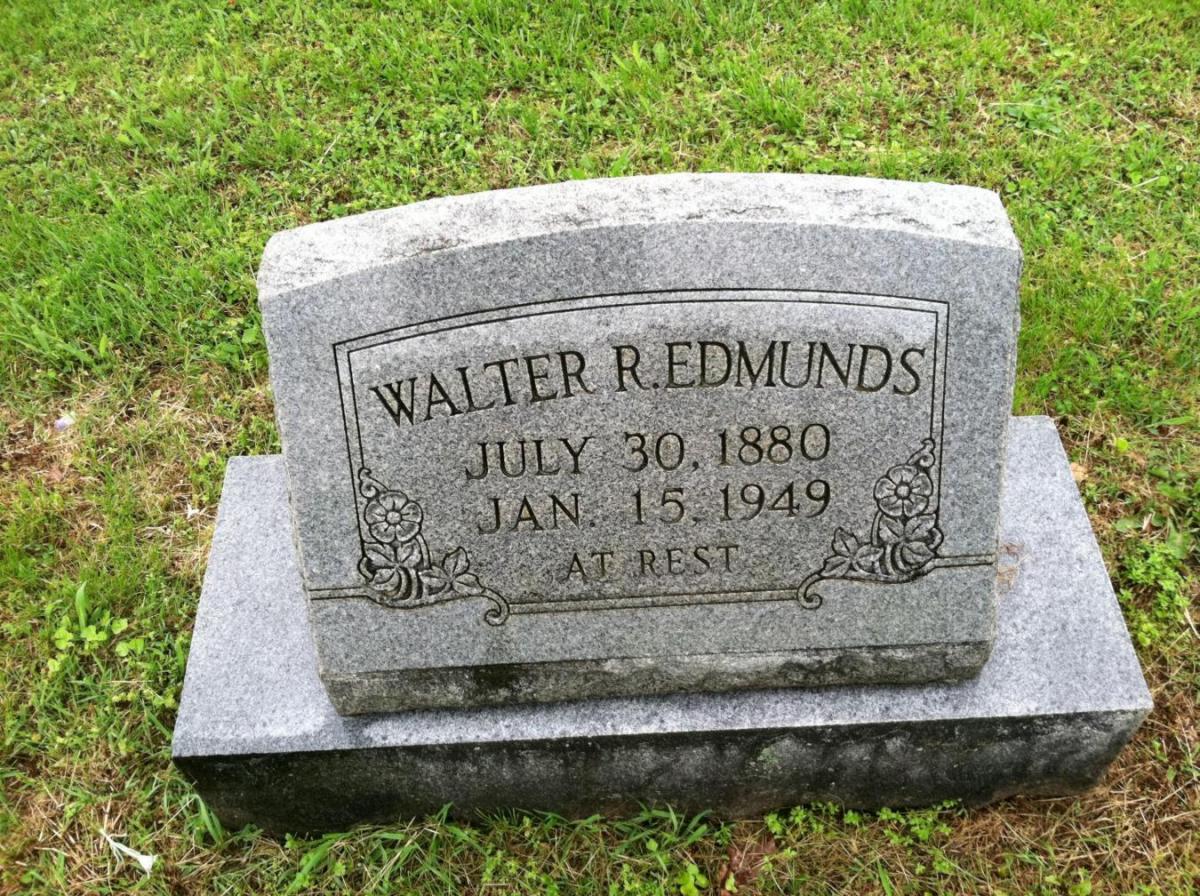 WALTER R. EDMUNDS
JULY 30, 1880
JAN. 15, 1949
AT REST